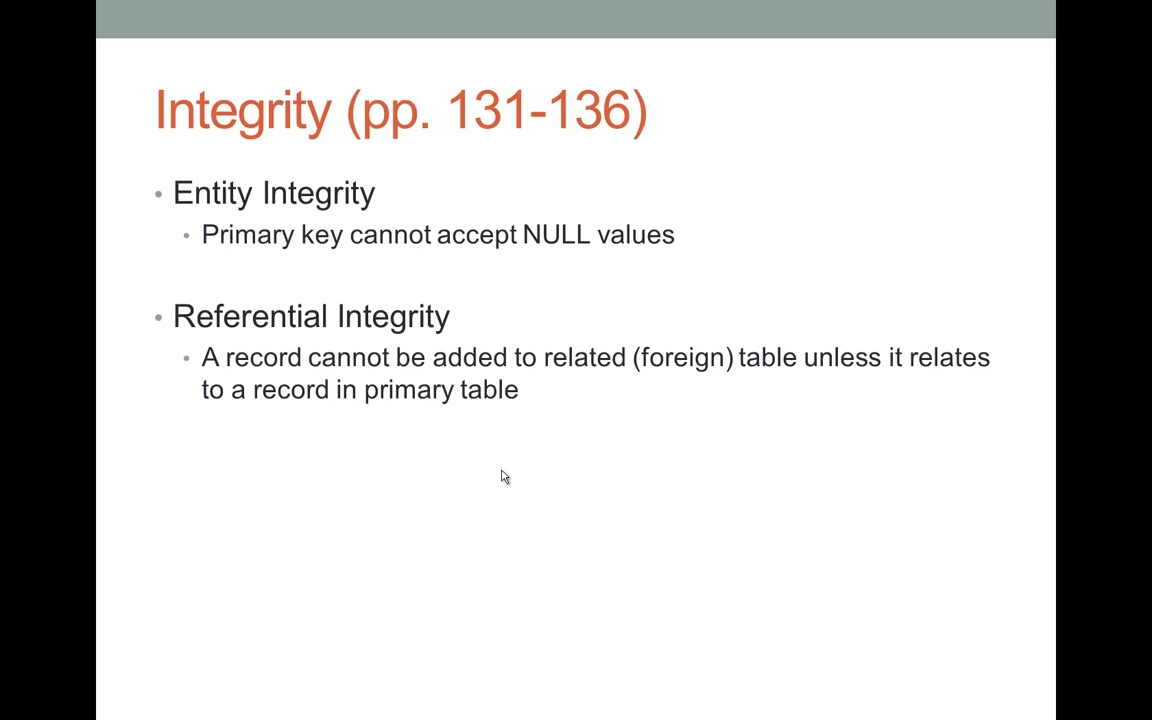 Integrity (pp. 131-136)
• Entity Integrity
• Primary key cannot accept NULL values
• Referential Integrity
• A record cannot be added to related (foreign) table unless it relates
to a record in primary table